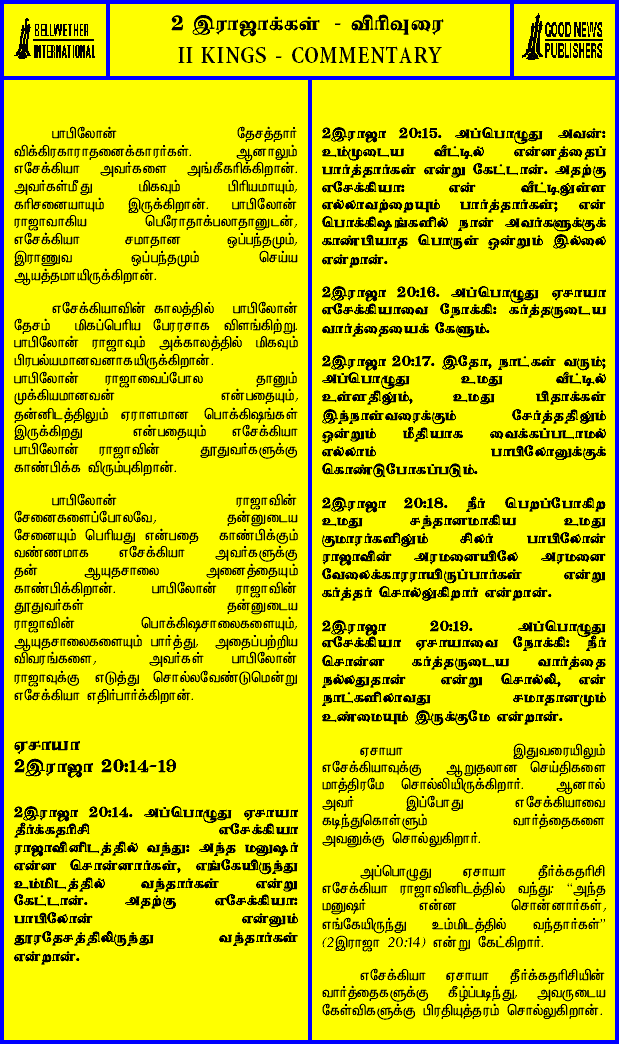 BELLWETHER
INTERNATIONAL
2 இராஜாக்கள் - விரிவுரை
II KINGS - COMMENTARY
GOOD NEWS
PUBLISHERS
பாபிலோன் தேசத்தார்
விக்கிரகாராதனைக்காரர்கள். ஆனாலும்
எசேக்கியா அவர்களை அங்கீகரிக்கிறான்.
அவர்கள்மீது மிகவும் பிரியமாயும்,
கரிசனையாயும் இருக்கிறான். பாபிலோன்
ராஜாவாகிய பெரோதாக்பலாதானுடன்,
எசேக்கியா சமாதான ஒப்பந்தமும்,
இராணுவ ஒப்பந்தமும் செய்ய
ஆயத்தமாயிருக்கிறான்.
எசேக்கியாவின் காலத்தில் பாபிலோன்
தேசம் மிகப்பெரிய பேரரசாக விளங்கிற்று.
பாபிலோன் ராஜாவும் அக்காலத்தில் மிகவும்
பிரபல்யமானவனாகயிருக்கிறான்.
பாபிலோன் ராஜாவைப்போல தானும்
முக்கியமானவன் என்பதையும்,
தன்னிடத்திலும் ஏராளமான பொக்கிஷங்கள்
இருக்கிறது என்பதையும் எசேக்கியா
பாபிலோன் ராஜாவின் தூதுவர்களுக்கு
காண்பிக்க விரும்புகிறான்.
பாபிலோன் ராஜாவின்
சேனைகளைப்போலவே, தன்னுடைய
சேனையும் பெரியது என்பதை காண்பிக்கும்
வண்ணமாக எசேக்கியா அவர்களுக்கு
தன் ஆயுதசாலை அனைத்தையும்
காண்பிக்கிறான். பாபிலோன் ராஜாவின்
தூதுவர்கள் தன்னுடைய
ராஜாவின் பொக்கிஷசாலைகளையும்,
ஆயுதசாலைகளையும் பார்த்து, அதைப்பற்றிய
விவரங்களை, அவர்கள் பாபிலோன்
ராஜாவுக்கு எடுத்து சொல்லவேண்டுமென்று
எசேக்கியா எதிர்பார்க்கிறான்.
ஏசாயா
2இராஜா 20:14-19
2இராஜா 20:14. அப்பொழுது ஏசாயா
தீர்க்கதரிசி எசேக்கியா
ராஜாவினிடத்தில் வந்து: அந்த மனுஷர்
என்ன சொன்னார்கள், எங்கேயிருந்து
உம்மிடத்தில் வந்தார்கள் என்று
கேட்டான். அதற்கு எசேக்கியா:
பாபிலோன் என்னும்
தூரதேசத்திலிருந்து வந்தார்கள்
என்றான்.
2இராஜா 20:15. அப்பொழுது அவன்:
உம்முடைய வீட்டில் என்னத்தைப்
பார்த்தார்கள் என்று கேட்டான். அதற்கு
எசேக்கியா: என் வீட்டிலுள்ள
எல்லாவற்றையும் பார்த்தார்கள்; என்
பொக்கிஷங்களில் நான் அவர்களுக்குக்
காண்பியாத பொருள் ஒன்றும் இல்லை
என்றான்.
2இராஜா 20:16. அப்பொழுது ஏசாயா
எசேக்கியாவை நோக்கி: கர்த்தருடைய
வார்த்தையைக் கேளும்.
2இராஜா 20:17. இதோ, நாட்கள் வரும்;
அப்பொழுது உமது வீட்டில்
உள்ளதிலும், உமது பிதாக்கள்
இந்நாள்வரைக்கும் சேர்த்ததிலும்
ஒன்றும் மீதியாக வைக்கப்படாமல்
எல்லாம் பாபிலோனுக்குக்
கொண்டுபோகப்படும்.
2இராஜா 20:18. நீர் பெறப்போகிற
உமது சந்தானமாகிய உமது
குமாரர்களிலும் சிலர் பாபிலோன்
ராஜாவின் அரமனையிலே அரமனை
வேலைக்காரராயிருப்பார்கள் என்று
கர்த்தர் சொல்லுகிறார் என்றான்.
2இராஜா 20:19. அப்பொழுது
எசேக்கியா ஏசாயாவை நோக்கி: நீர்
சொன்ன கர்த்தருடைய வார்த்தை
நல்லதுதான் என்று சொல்லி, என்
நாட்களிலாவது சமாதானமும்
உண்மையும் இருக்குமே என்றான்.
ஏசாயா இதுவரையிலும்
எசேக்கியாவுக்கு ஆறுதலான செய்திகளை
மாத்திரமே சொல்லியிருக்கிறார். ஆனால்
அவர் இப்போது எசேக்கியாவை
கடிந்துகொள்ளும் வார்த்தைகளை
அவனுக்கு சொல்லுகிறார்.
அப்பொழுது ஏசாயா தீர்க்கதரிசி
எசேக்கியா ராஜாவினிடத்தில் வந்து: “அந்த
மனுஷர் என்ன சொன்னார்கள்,
எங்கேயிருந்து உம்மிடத்தில் வந்தார்கள்”
(2இராஜா 20:14) என்று கேட்கிறார்.
எசேக்கியா ஏசாயா தீர்க்கதரிசியின்
வார்த்தைகளுக்கு கீழ்ப்படிந்து, அவருடைய
கேள்விகளுக்கு பிரதியுத்தரம் சொல்லுகிறான்.